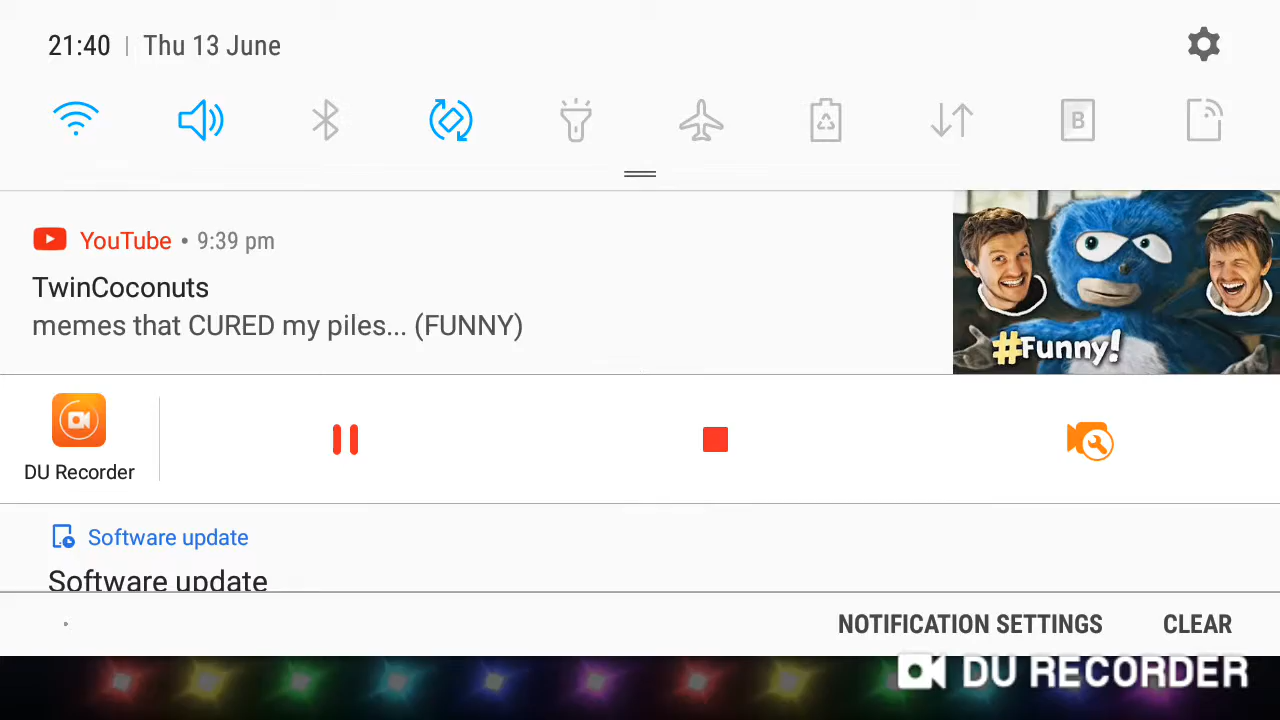 21:40 | Thu 13 June
B
YouTube • 9:39 pm
TwinCoconuts
memes that CURED my piles... (FUNNY)
#Funny!
DU Recorder
Software update
Software update
NOTIFICATION SETTINGS CLEAR
DU RECORDER